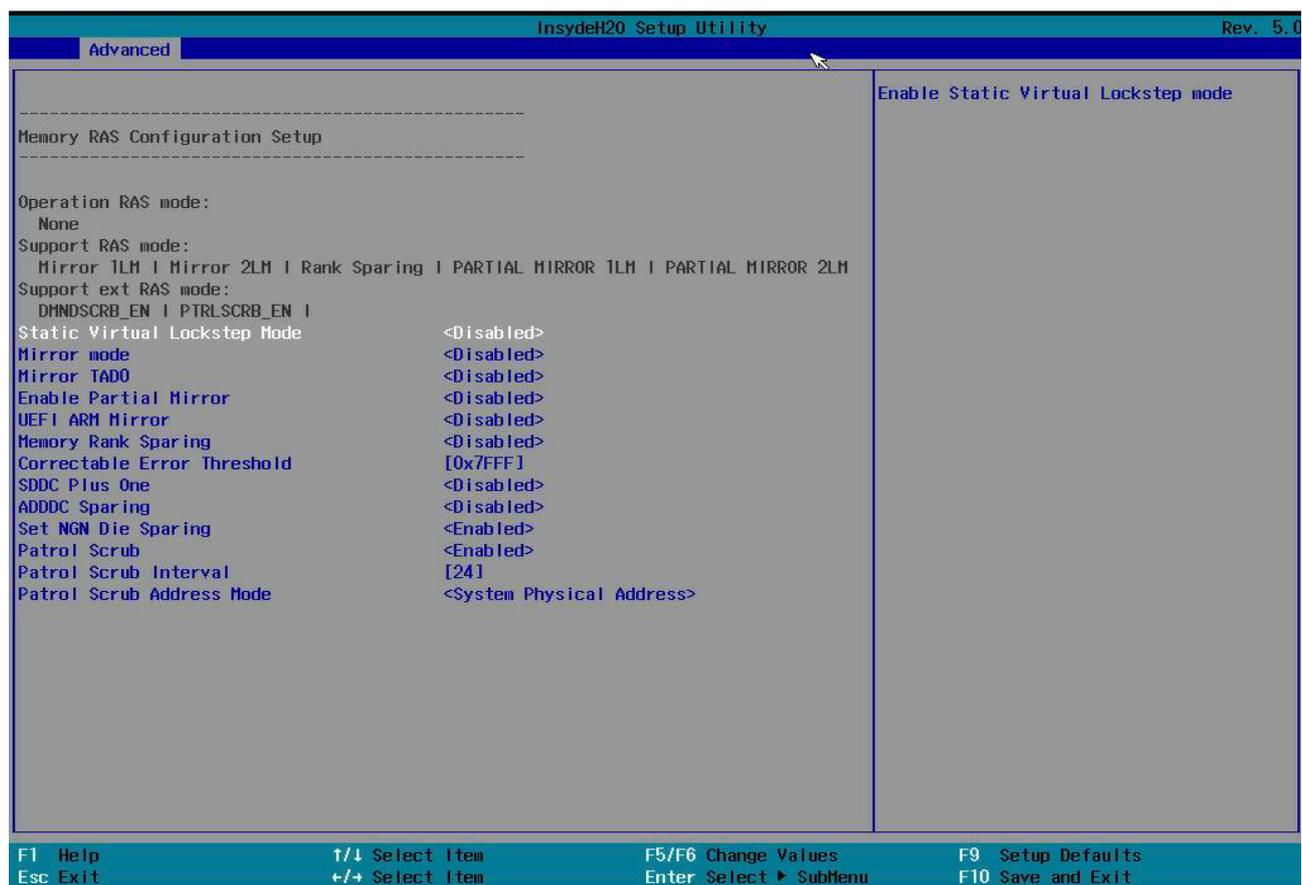 InsydeH20 Setup Utility Rev. 5.0
Advanced
Enable Static Virtual Lockstep mode
--------------------------------------------------
Memory RAS Configuration Setup
--------------------------------------------------
Operation RAS mode:
None
Support RAS mode:
Mirror 1LM | Mirror 2LM | Rank Sparing | PARTIAL MIRROR 1LM | PARTIAL MIRROR 2LM
Support ext RAS mode:
DMNDSCRB_EN | PTRLSCRB_EN |
Static Virtual Lockstep Mode <Disabled>
Mirror mode <Disabled>
Mirror TAD0 <Disabled>
Enable Partial Mirror <Disabled>
UEFI ARM Mirror <Disabled>
Memory Rank Sparing <Disabled>
Correctable Error Threshold [0x7FFF]
SDDC Plus One <Disabled>
ADDDC Sparing <Disabled>
Set NGN Die Sparing <Enabled>
Patrol Scrub <Enabled>
Patrol Scrub Interval [24]
Patrol Scrub Address Mode <System Physical Address>
F1 Help ↑/↓ Select Item F5/F6 Change Values F9 Setup Defaults
Esc Exit ←/→ Select Item Enter Select ▶ SubMenu F10 Save and Exit